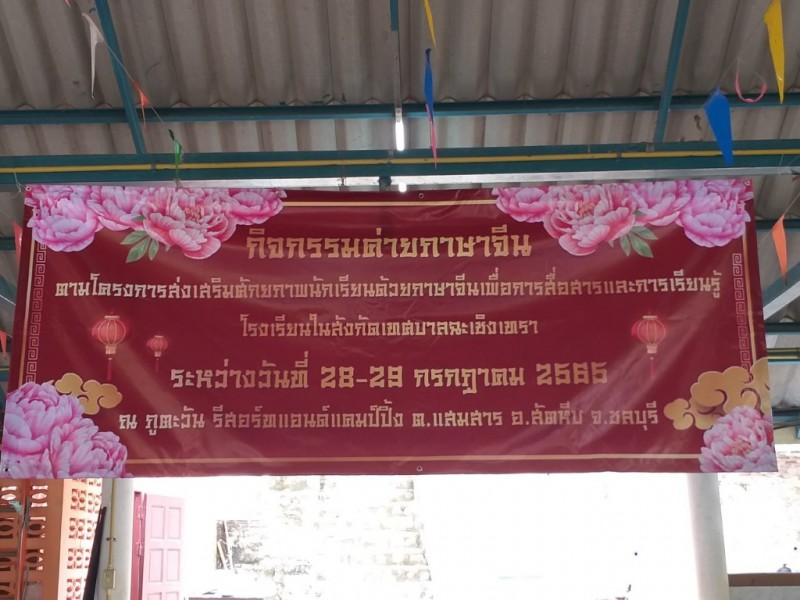 กิจกรรมค่ายภาษาจีน
ตามโครงการส่งเสริมศักยภาพนักเรียนด้วยภาษาจีนเพื่อการสื่อสารและการเรียนรู้
โรงเรียนในสังกัดเทศบาลฉะเชิงเทรา
ระหว่างวันที่ 28-29 กรกฎาคม 2565
ณ ภูตะวัน รีสอร์ทแอนด์แคมป์ปิ้ง ต.แสมสาร อ.สัตหีบ จ.ชลบุรี